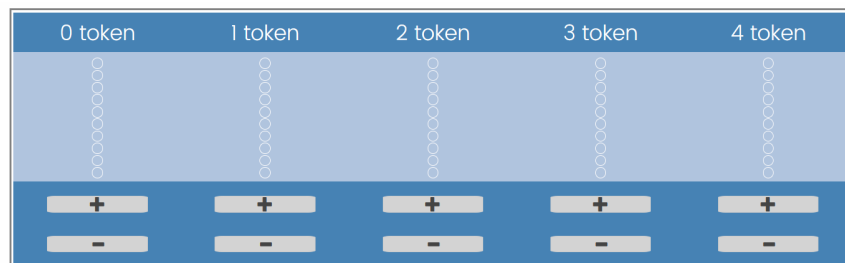 0 token 1 token 2 token 3 token 4 token
+ + + + +
- - - - -